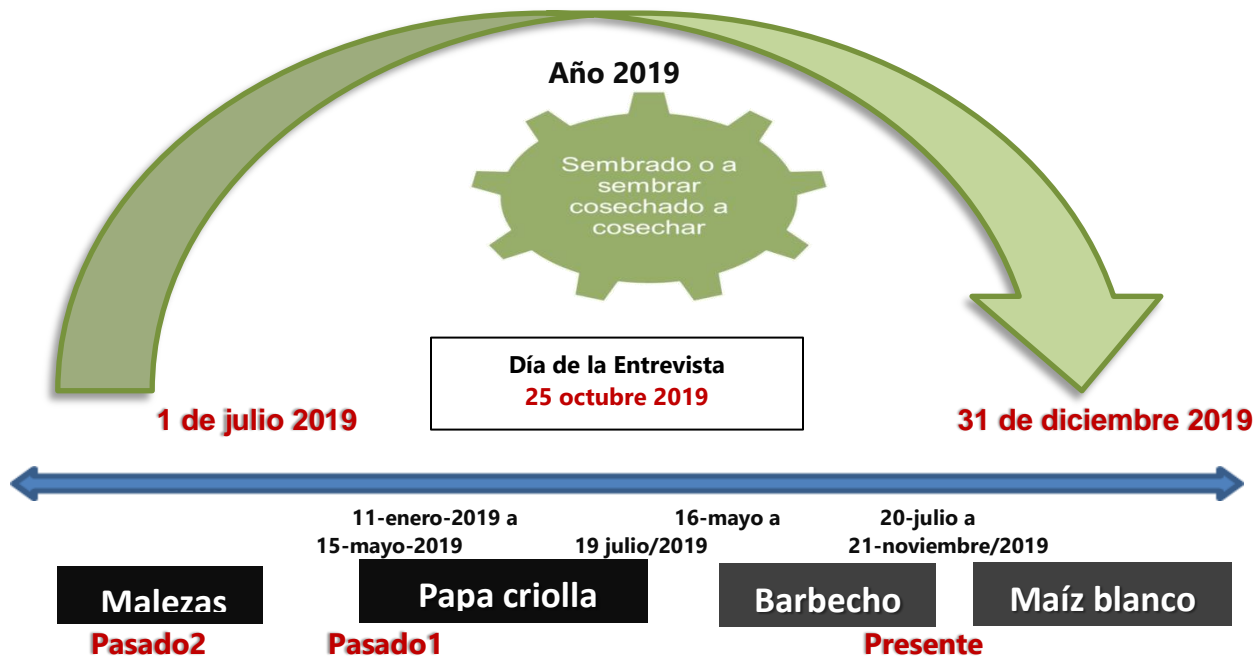 Año 2019
Sembrado o a
sembrar
cosechado a
cosechar
Día de la Entrevista
25 octubre 2019
1 de julio 2019
31 de diciembre 2019
11-enero-2019 a
15-mayo-2019
16-mayo a
19 julio/2019
20-julio a
21-noviembre/2019
Malezas
Papa criolla
Barbecho
Maíz blanco
Pasado2
Pasado1
Presente